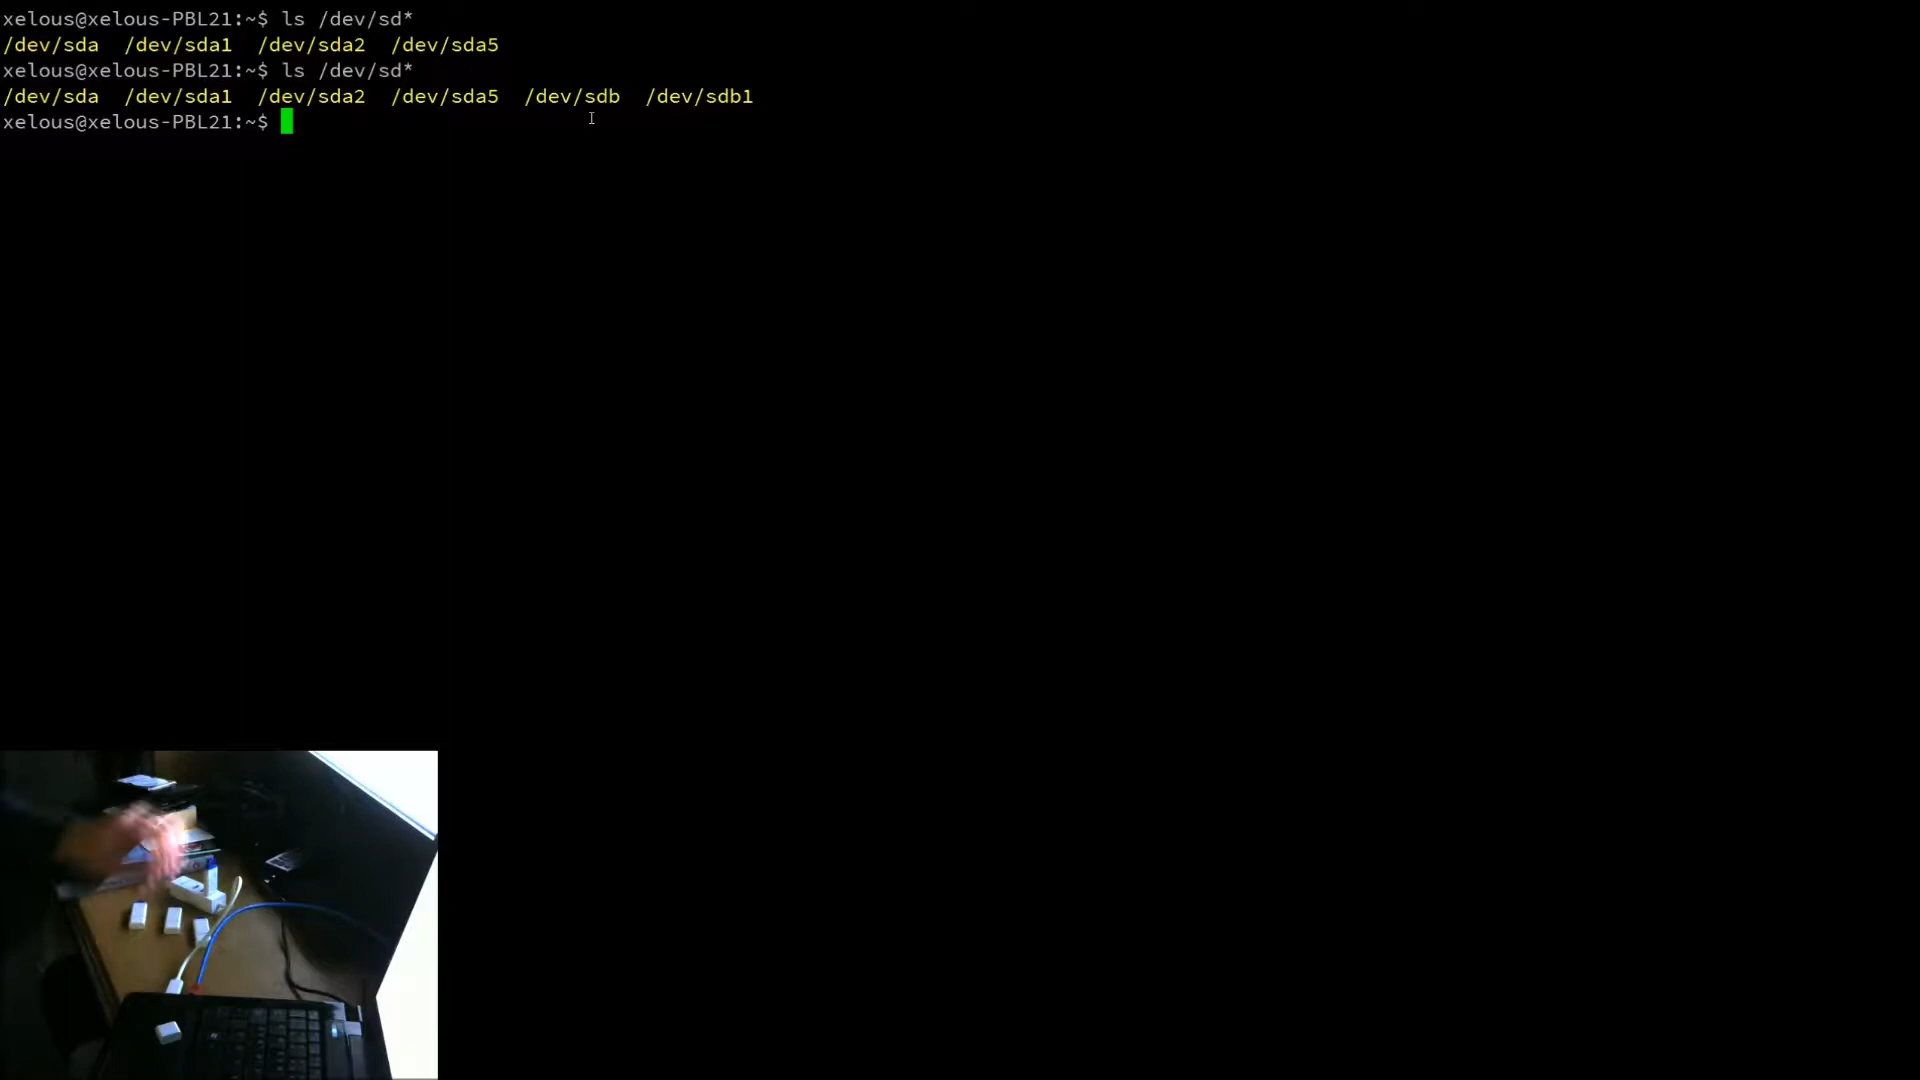 xelous@xelous-PBL21:~$ ls /dev/sd*
/dev/sda  /dev/sda1  /dev/sda2  /dev/sda5
xelous@xelous-PBL21:~$ ls /dev/sd*
/dev/sda  /dev/sda1  /dev/sda2  /dev/sda5  /dev/sdb  /dev/sdb1
xelous@xelous-PBL21:~$